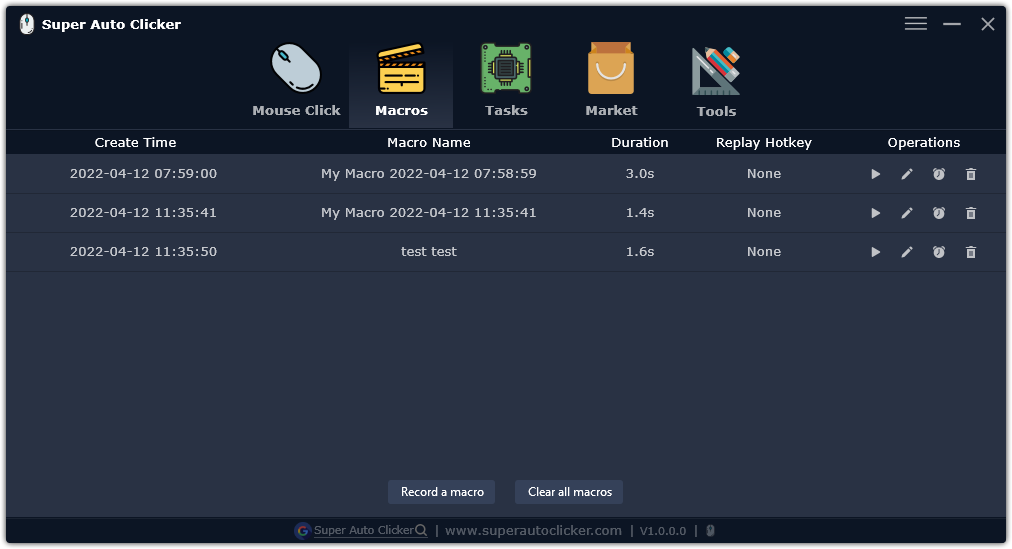 Super Auto Clicker
Mouse Click Macros Tasks Market Tools
Create Time Macro Name Duration Replay Hotkey Operations
2022-04-12 07:59:00 My Macro 2022-04-12 07:58:59 3.0s None
2022-04-12 11:35:41 My Macro 2022-04-12 11:35:41 1.4s None
2022-04-12 11:35:50 test test 1.6s None
Record a macro Clear all macros
G Super Auto Clicker | www.superautoclicker.com | V1.0.0.0 |